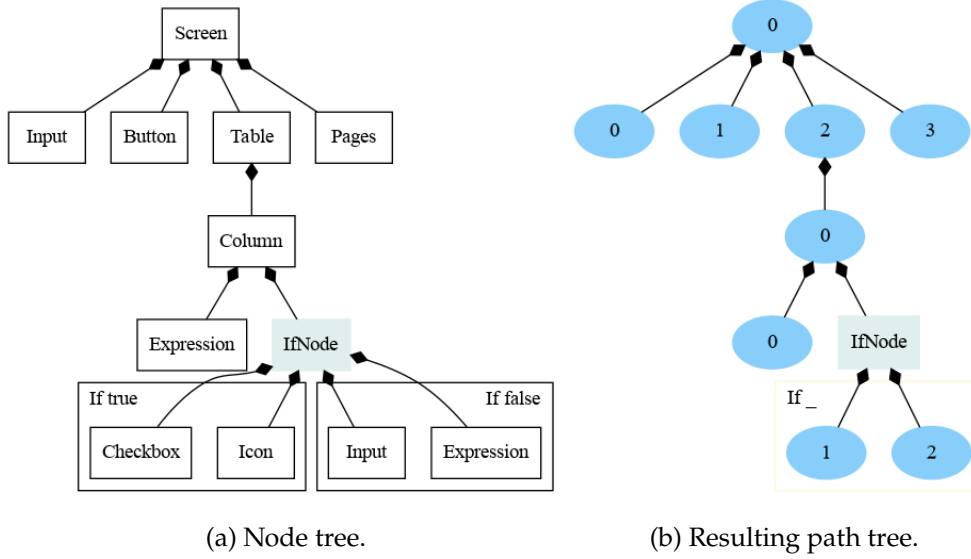 Screen
0
Input Button Table Pages
0 1 2 3
Column
0
Expression IfNode
0 IfNode
If true If false
If _
Checkbox Icon Input Expression
1 2
(a) Node tree.
(b) Resulting path tree.